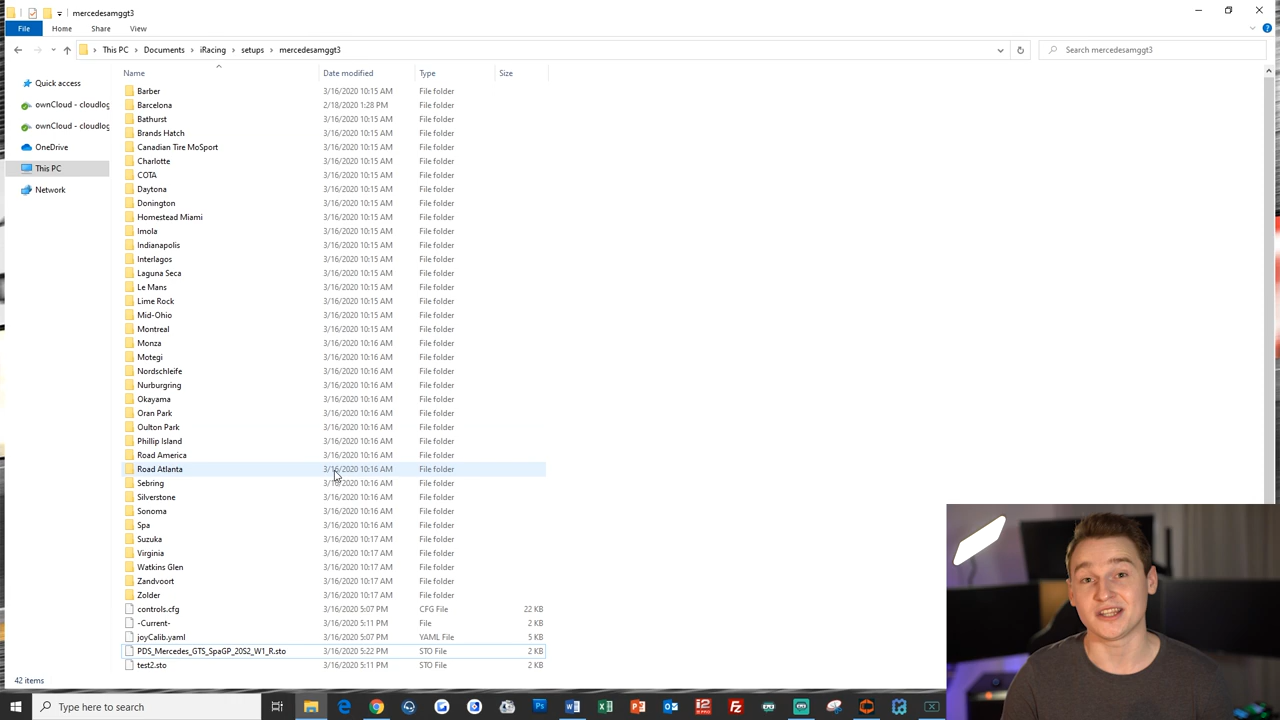 mercedesamggt3
File Home Share View
This PC Documents iRacing setups mercedesamggt3 Search mercedesamggt3
Name Date modified Type Size
Quick access
ownCloud - cloudlog
ownCloud - cloudlog
OneDrive
This PC
Network
Barber 3/16/2020 10:15 AM File folder
Barcelona 2/18/2020 1:28 PM File folder
Bathurst 3/16/2020 10:15 AM File folder
Brands Hatch 3/16/2020 10:15 AM File folder
Canadian Tire MoSport 3/16/2020 10:15 AM File folder
Charlotte 3/16/2020 10:15 AM File folder
COTA 3/16/2020 10:15 AM File folder
Daytona 3/16/2020 10:15 AM File folder
Donington 3/16/2020 10:15 AM File folder
Homestead Miami 3/16/2020 10:15 AM File folder
Imola 3/16/2020 10:15 AM File folder
Indianapolis 3/16/2020 10:15 AM File folder
Interlagos 3/16/2020 10:15 AM File folder
Laguna Seca 3/16/2020 10:15 AM File folder
Le Mans 3/16/2020 10:15 AM File folder
Lime Rock 3/16/2020 10:15 AM File folder
Mid-Ohio 3/16/2020 10:15 AM File folder
Montreal 3/16/2020 10:15 AM File folder
Monza 3/16/2020 10:16 AM File folder
Motegi 3/16/2020 10:16 AM File folder
Nordschleife 3/16/2020 10:16 AM File folder
Nurburgring 3/16/2020 10:16 AM File folder
Okayama 3/16/2020 10:16 AM File folder
Oran Park 3/16/2020 10:16 AM File folder
Oulton Park 3/16/2020 10:16 AM File folder
Phillip Island 3/16/2020 10:16 AM File folder
Road America 3/16/2020 10:16 AM File folder
Road Atlanta 3/16/2020 10:16 AM File folder
Sebring 3/16/2020 10:16 AM File folder
Silverstone 3/16/2020 10:16 AM File folder
Sonoma 3/16/2020 10:16 AM File folder
Spa 3/16/2020 10:16 AM File folder
Suzuka 3/16/2020 10:17 AM File folder
Virginia 3/16/2020 10:17 AM File folder
Watkins Glen 3/16/2020 10:17 AM File folder
Zandvoort 3/16/2020 10:17 AM File folder
Zolder 3/16/2020 10:17 AM File folder
controls.cfg 3/16/2020 5:07 PM CFG File 22 KB
-Current- 3/16/2020 5:11 PM File 2 KB
joyCalib.yaml 3/16/2020 5:07 PM YAML File 5 KB
PDS_Mercedes_GTS_SpaGP_20S2_W1_R.sto 3/16/2020 5:22 PM STO File 2 KB
test2.sto 3/16/2020 5:11 PM STO File 2 KB
42 items
Type here to search